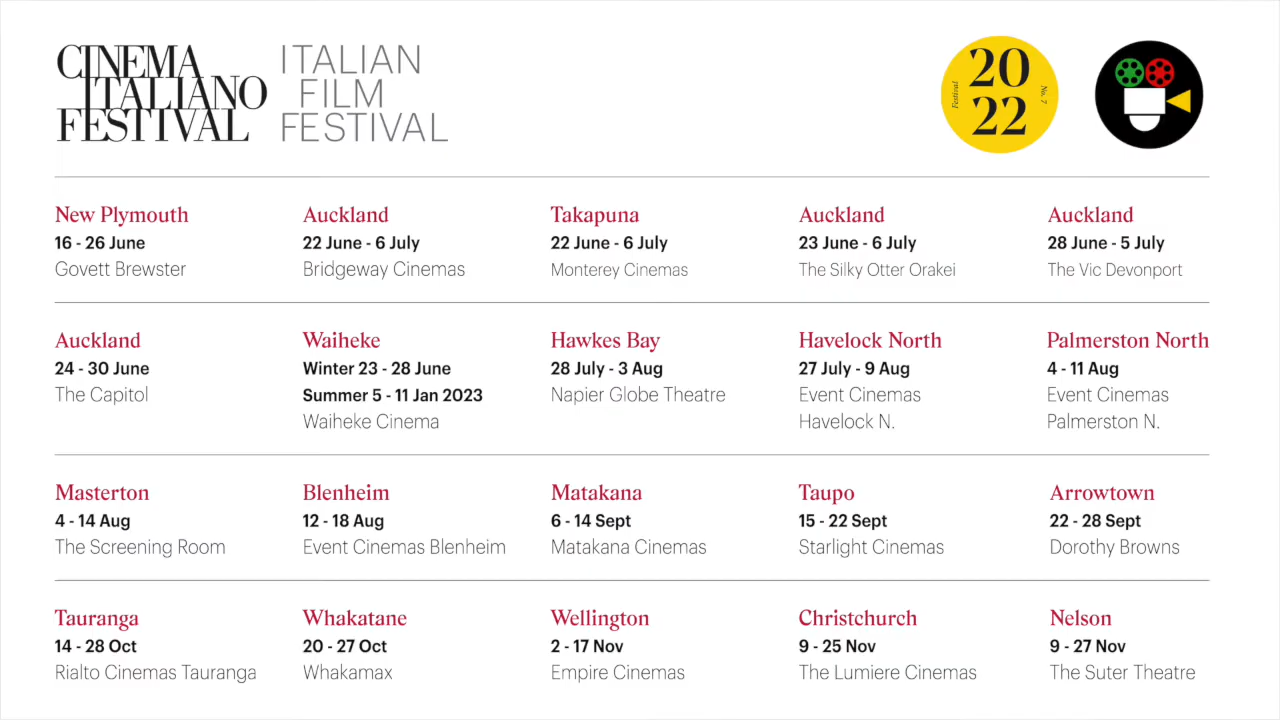 CINEMA
ITALIANO
FESTIVAL
ITALIAN
FILM
FESTIVAL
Festival
20
22
No. 7
New Plymouth
16 - 26 June
Govett Brewster
Auckland
22 June - 6 July
Bridgeway Cinemas
Takapuna
22 June - 6 July
Monterey Cinemas
Auckland
23 June - 6 July
The Silky Otter Orakei
Auckland
28 June - 5 July
The Vic Devonport
Auckland
24 - 30 June
The Capitol
Waiheke
Winter 23 - 28 June
Summer 5 - 11 Jan 2023
Waiheke Cinema
Hawkes Bay
28 July - 3 Aug
Napier Globe Theatre
Havelock North
27 July - 9 Aug
Event Cinemas
Havelock N.
Palmerston North
4 - 11 Aug
Event Cinemas
Palmerston N.
Masterton
4 - 14 Aug
The Screening Room
Blenheim
12 - 18 Aug
Event Cinemas Blenheim
Matakana
6 - 14 Sept
Matakana Cinemas
Taupo
15 - 22 Sept
Starlight Cinemas
Arrowtown
22 - 28 Sept
Dorothy Browns
Tauranga
14 - 28 Oct
Rialto Cinemas Tauranga
Whakatane
20 - 27 Oct
Whakamax
Wellington
2 - 17 Nov
Empire Cinemas
Christchurch
9 - 25 Nov
The Lumiere Cinemas
Nelson
9 - 27 Nov
The Suter Theatre